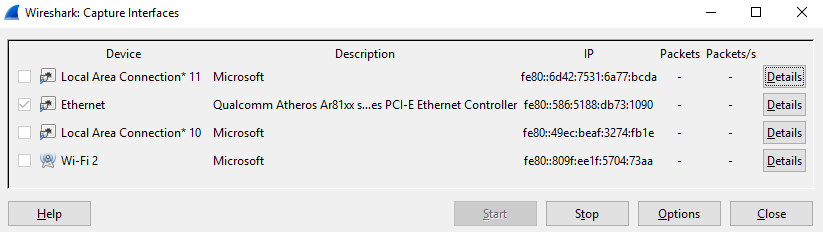 Wireshark: Capture Interfaces
Device Description IP Packets Packets/s
Local Area Connection* 11 Microsoft fe80::6d42:7531:6a77:bcda - - Details
Ethernet Qualcomm Atheros Ar81xx s...es PCI-E Ethernet Controller fe80::586:5188:db73:1090 - - Details
Local Area Connection* 10 Microsoft fe80::49ec:beaf:3274:fb1e - - Details
Wi-Fi 2 Microsoft fe80::809f:ee1f:5704:73aa - - Details
Help Start Stop Options Close